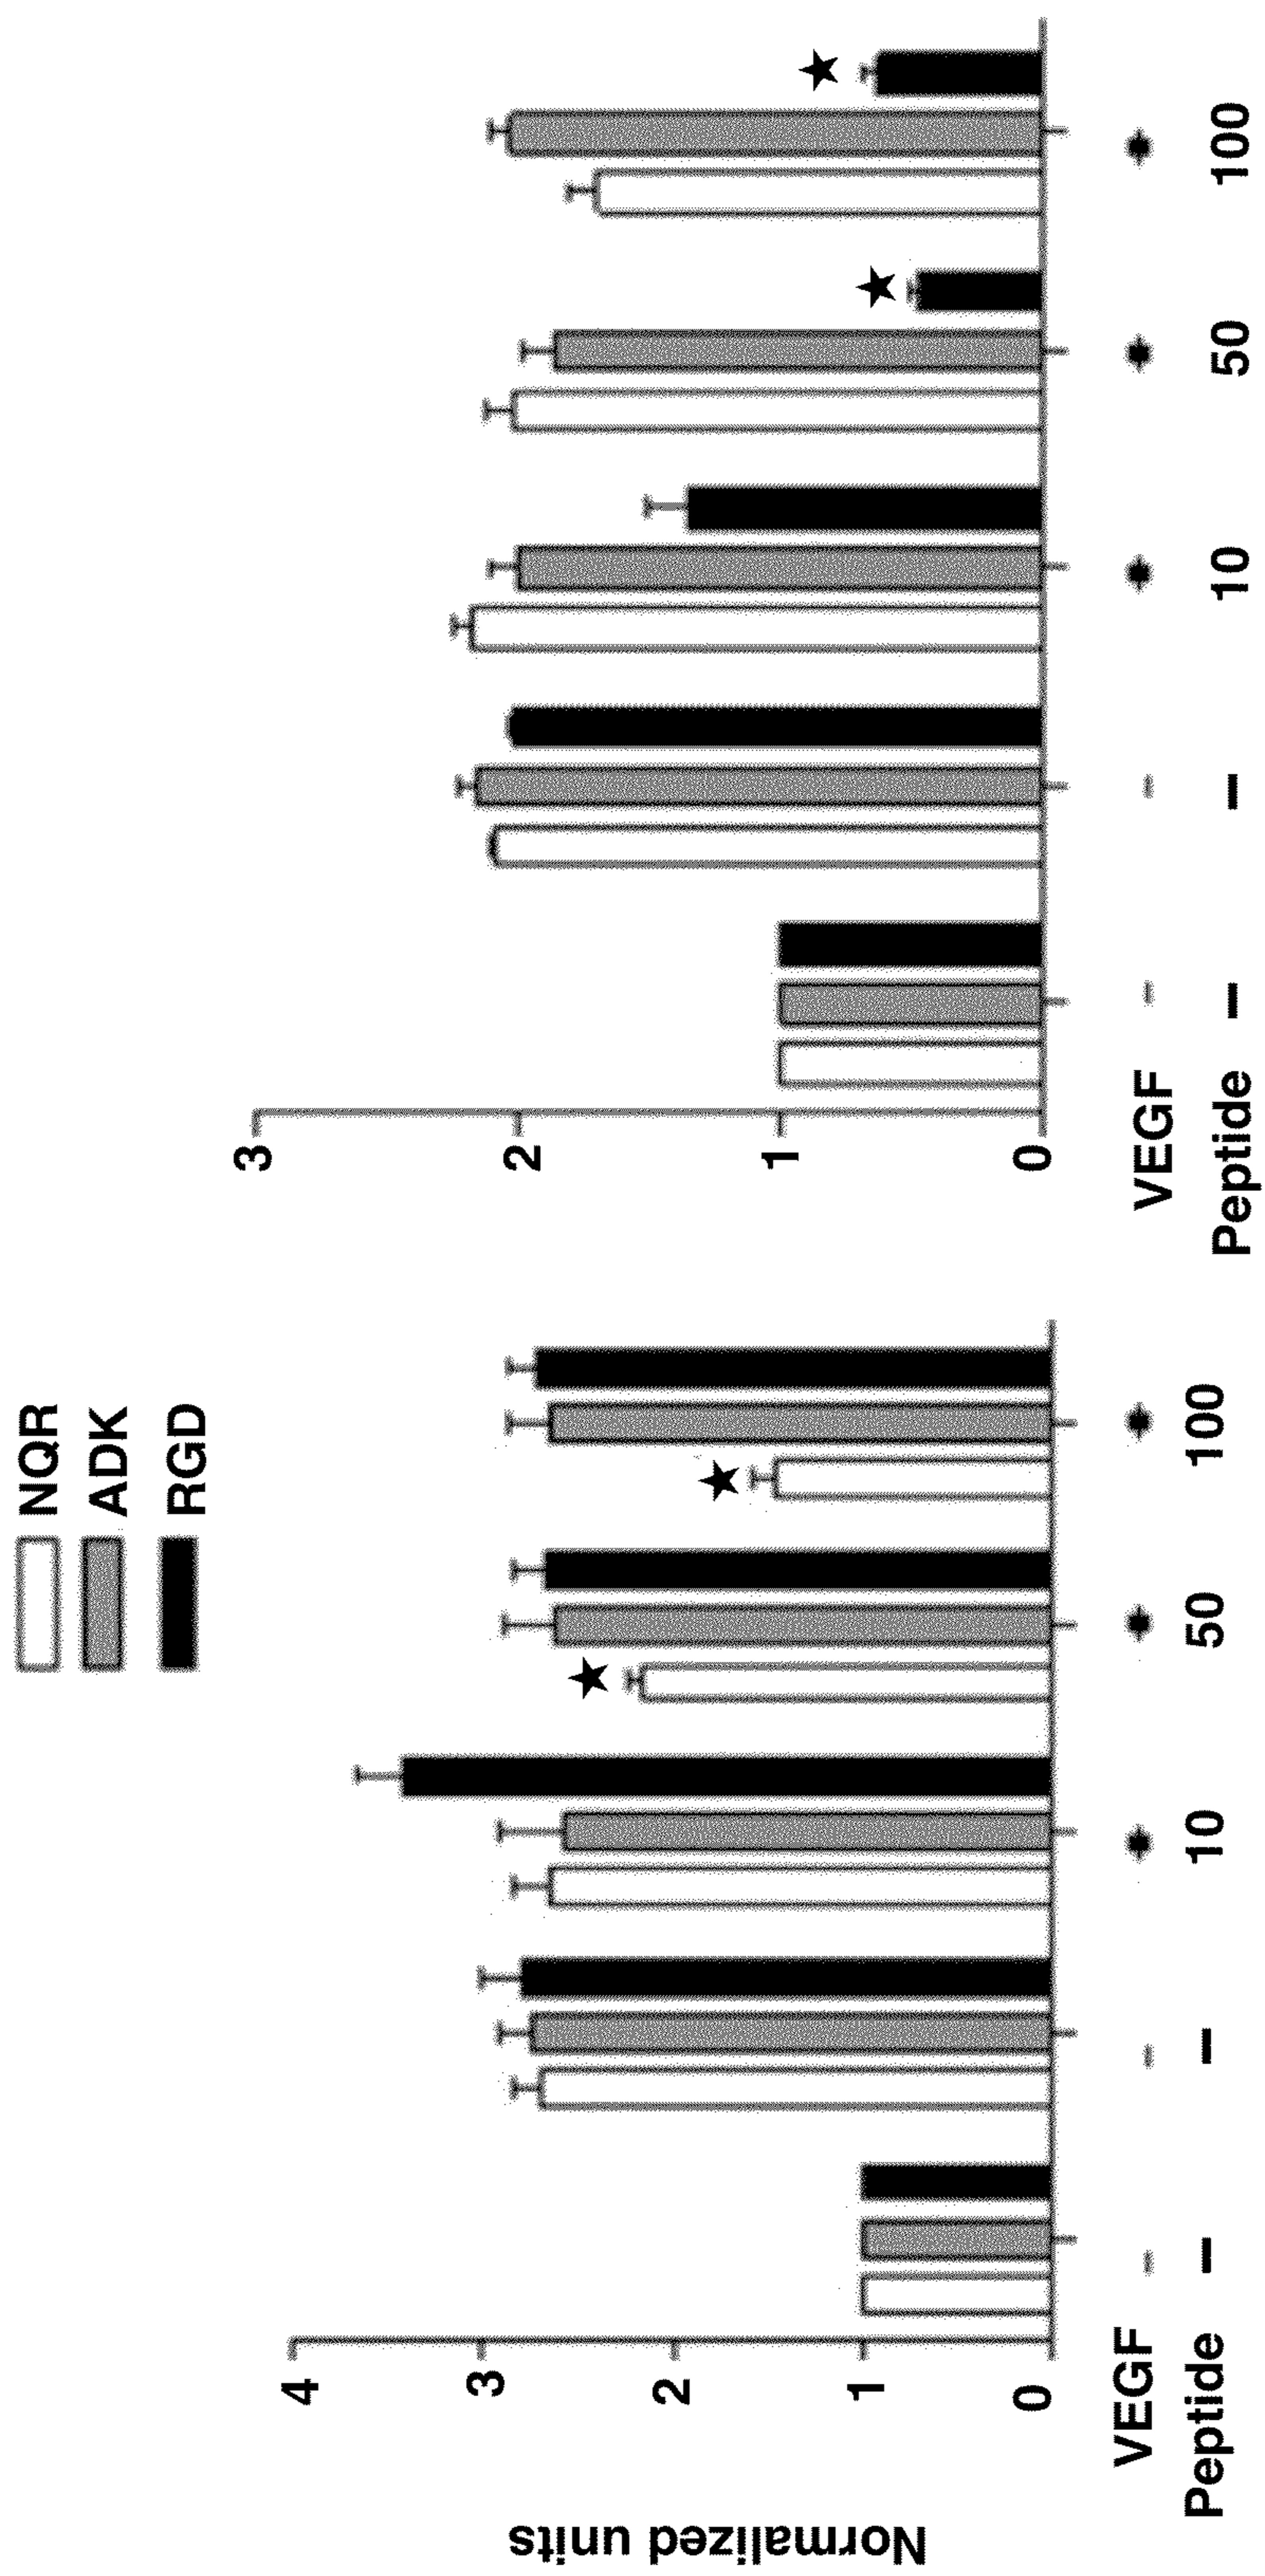 NQR
ADK
RGD
Normalized units
4
3
2
1
0
VEGF - - + + +
Peptide – – 10 50 100
3
2
1
0
VEGF - - + + +
Peptide – – 10 50 100